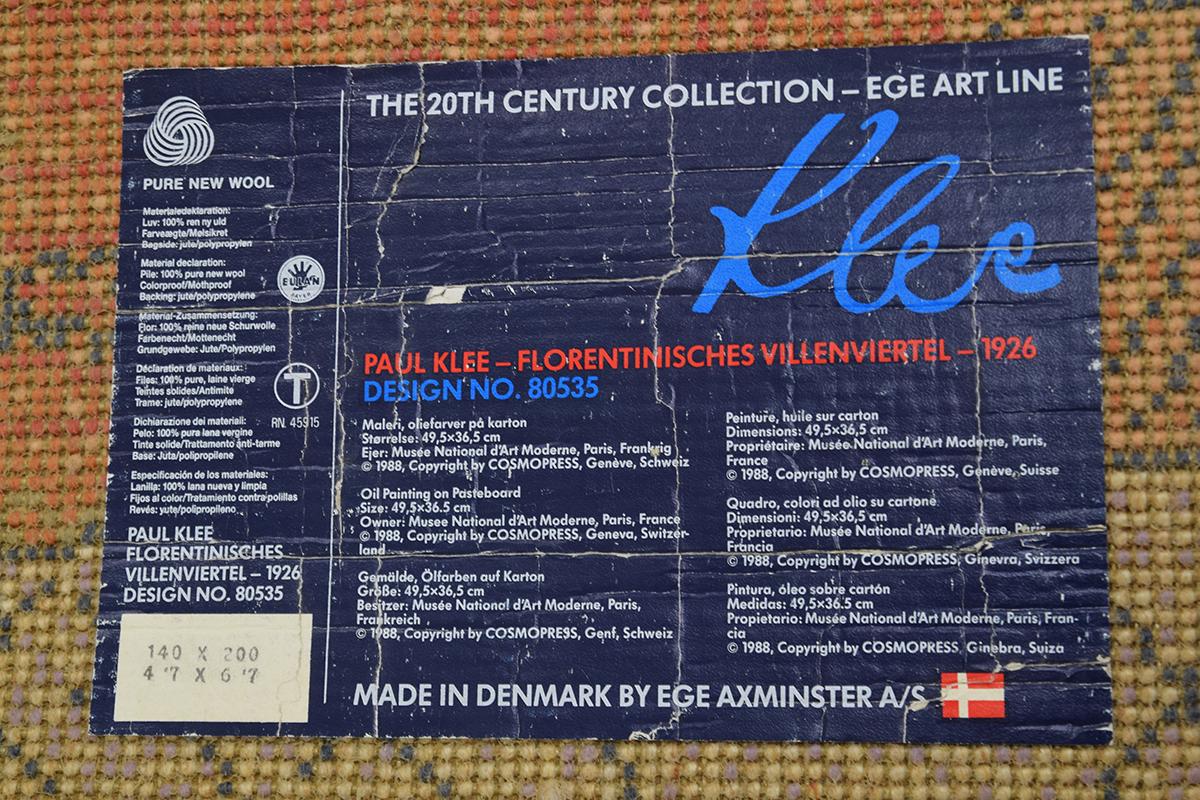 PURE NEW WOOL
Materialedeklaration:
Luv: 100% ren ny uld
Farveægte/Mølsikret
Bagside: jute/polypropylen
Material declaration:
Pile: 100% pure new wool
Colorproof/Mothproof
Backing: jute/polypropylene
EULAN
BAYER
Material-Zusammensetzung:
Flor: 100% reine neue Schurwolle
Farbenecht/Mottenecht
Grundgewebe: Jute/Polypropylen
Déclaration de materiaux:
Files: 100% pure, laine vierge
Teintes solides/Antimite
Trame: jute/polypropylene
T
RN. 45915
Dichiarazione dei materiali:
Pelo: 100% pura lana vergine
Tinte solide/Trattamento anti-tarme
Base: Juta/polipropilene
Especificación de los materiales:
Lanilla: 100% lana nueva y limpia
Fijos al color/Tratamiento contra polillas
Revés: yute/polipropileno
PAUL KLEE
FLORENTINISCHES
VILLENVIERTEL – 1926
DESIGN NO. 80535
140 X 200
4'7 X 6'7
THE 20TH CENTURY COLLECTION – EGE ART LINE
Klee
PAUL KLEE – FLORENTINISCHES VILLENVIERTEL – 1926
DESIGN NO. 80535
Maleri, oliefarver på karton
Størrelse: 49,5×36,5 cm
Ejer: Musée National d'Art Moderne, Paris, Frankrig
© 1988, Copyright by COSMOPRESS, Genève, Schweiz
Oil Painting on Pasteboard
Size: 49,5×36.5 cm
Owner: Musee National d'Art Moderne, Paris, France
© 1988, Copyright by COSMOPRESS, Geneva, Switzer-
land
Gemälde, Ölfarben auf Karton
Größe: 49,5×36,5 cm
Besitzer: Musée National d'Art Moderne, Paris,
Frankreich
© 1988, Copyright by COSMOPRESS, Genf, Schweiz
Peinture, huile sur carton
Dimensions: 49,5×36,5 cm
Propriétaire: Musée National d'Art Moderne, Paris,
France
© 1988, Copyright by COSMOPRESS, Genève, Suisse
Quadro, colori ad olio su cartone
Dimensioni: 49,5×36,5 cm
Proprietario: Musée National d'Art Moderne, Paris,
Francia
© 1988, Copyright by COSMOPRESS, Ginevra, Svizzera
Pintura, óleo sobre cartón
Medidas: 49,5×36.5 cm
Propietario: Musée National d'Art Moderne, Paris, Fran-
cia
© 1988, Copyright by COSMOPRESS, Ginebra, Suiza
MADE IN DENMARK BY EGE AXMINSTER A/S